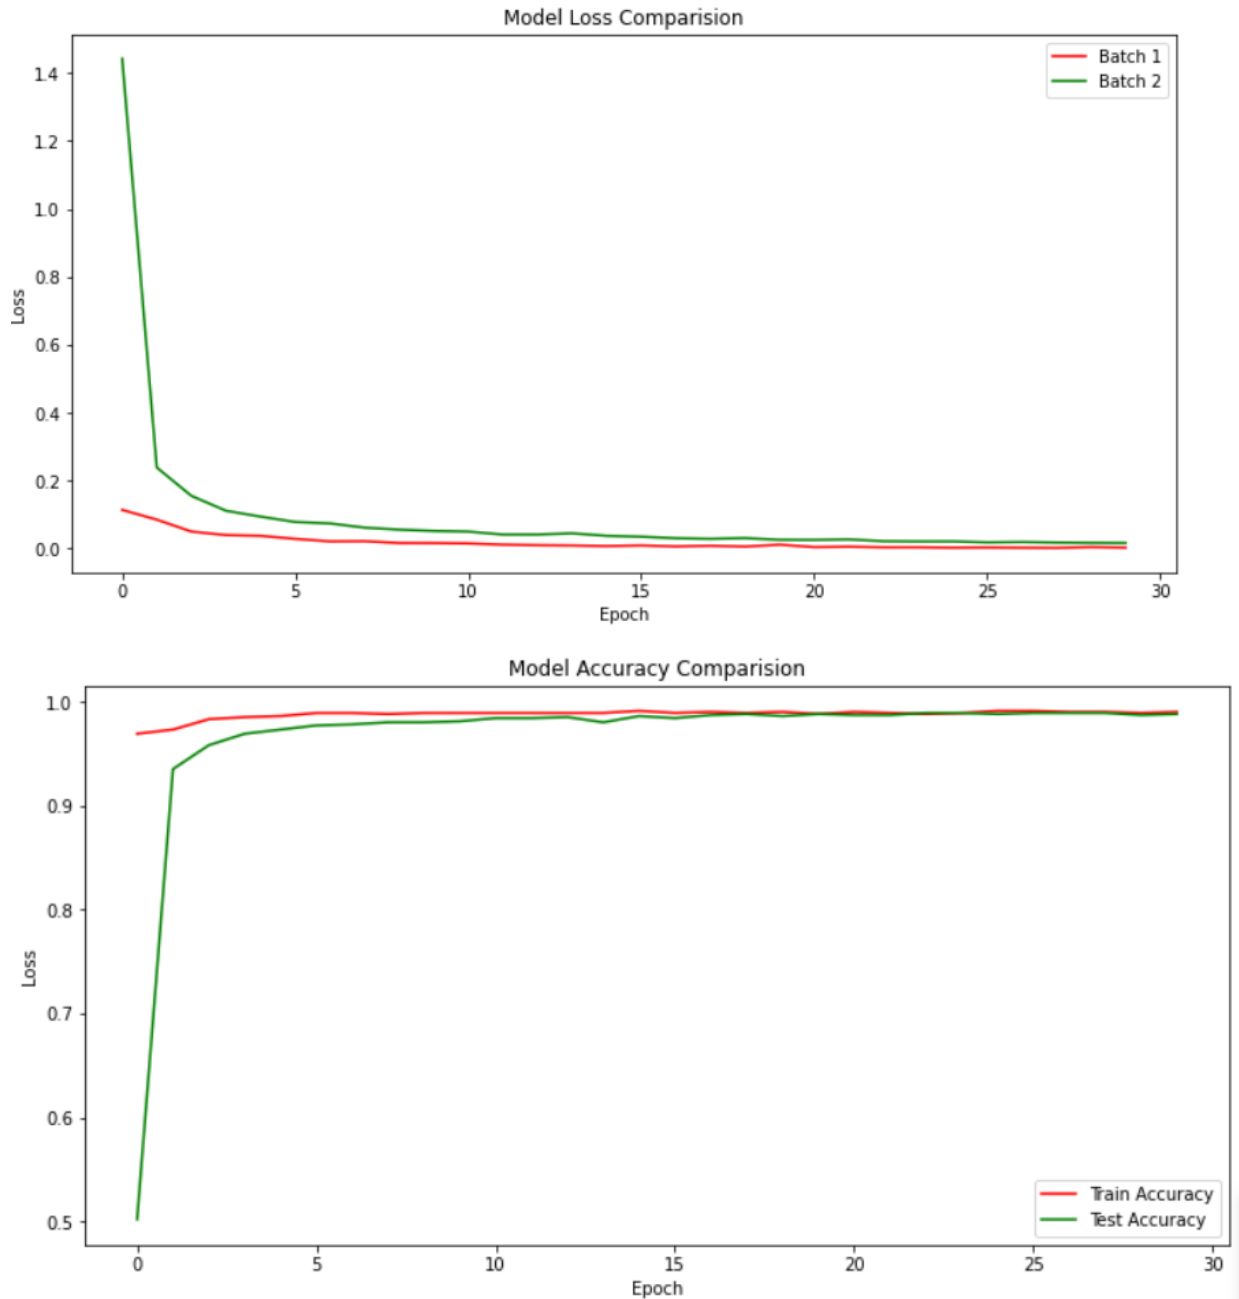 Model Loss Comparision
Batch 1
Batch 2
1.4
1.2
1.0
0.8
0.6
0.4
0.2
0.0
Loss
0 5 10 15 20 25 30
Epoch
Model Accuracy Comparision
1.0
0.9
0.8
0.7
0.6
0.5
Loss
Train Accuracy
Test Accuracy
0 5 10 15 20 25 30
Epoch